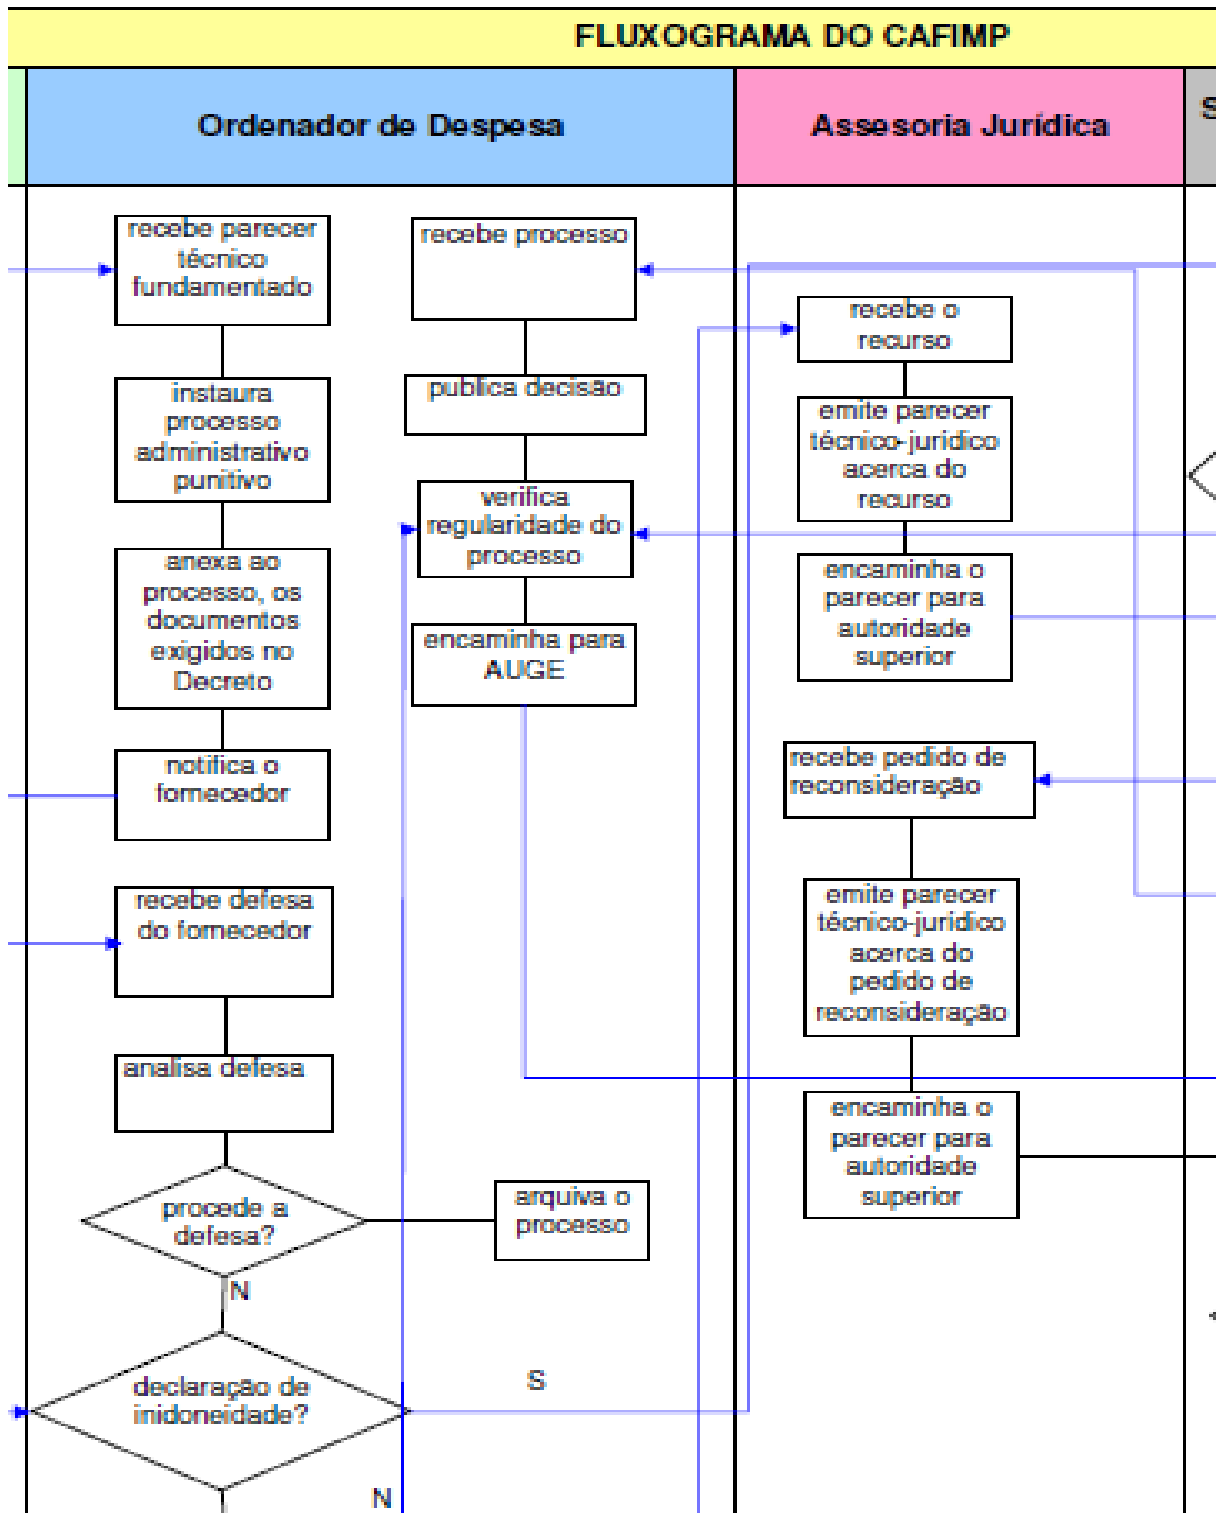 FLUXOGRAMA DO CAFIMP
Ordenador de Despesa
Assesoria Jurídica
S
recebe parecer
técnico
fundamentado
instaura
processo
administrativo
punitivo
anexa ao
processo, os
documentos
exigidos no
Decreto
notifica o
fornecedor
recebe defesa
do fornecedor
analisa defesa
procede a
defesa?
arquiva o
processo
N
declaração de
inidoneidade?
S
N
recebe processo
publica decisão
verifica
regularidade do
processo
encaminha para
AUGE
recebe o
recurso
emite parecer
técnico-juridico
acerca do
recurso
encaminha o
parecer para
autoridade
superior
recebe pedido de
reconsideração
emite parecer
técnico-jurídico
acerca do
pedido de
reconsideração
encaminha o
parecer para
autoridade
superior